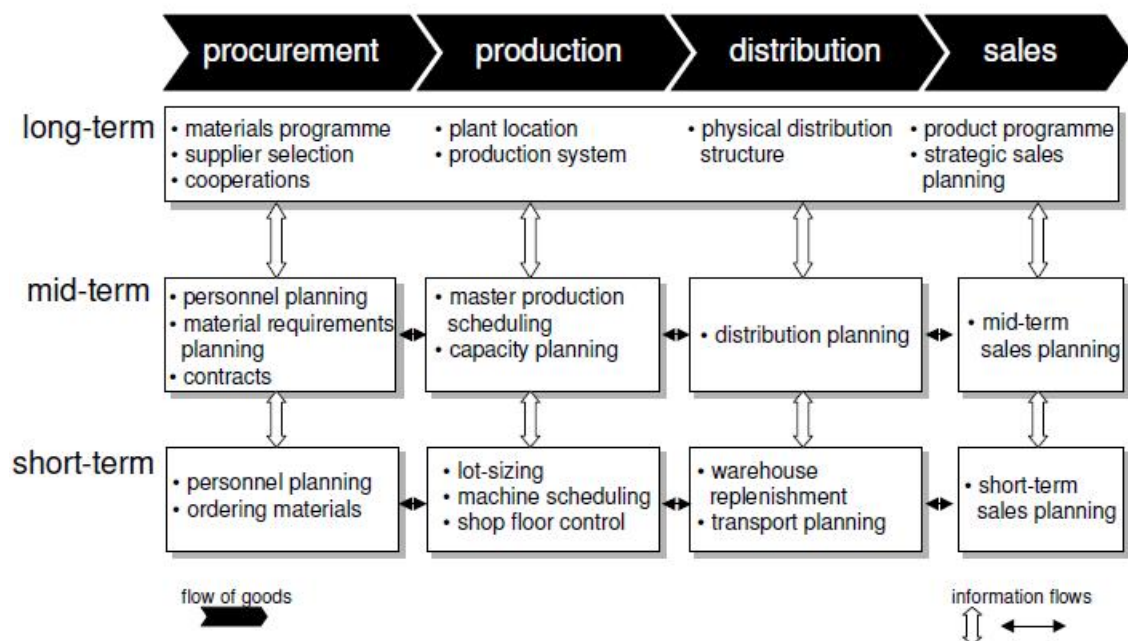 procurement
production
distribution
sales
long-term
• materials programme
• supplier selection
• cooperations
• plant location
• production system
• physical distribution
structure
• product programme
• strategic sales
planning
mid-term
• personnel planning
• material requirements
planning
• contracts
• master production
scheduling
• capacity planning
• distribution planning
• mid-term
sales planning
short-term
• personnel planning
• ordering materials
• lot-sizing
• machine scheduling
• shop floor control
• warehouse
replenishment
• transport planning
• short-term
sales planning
flow of goods
information flows